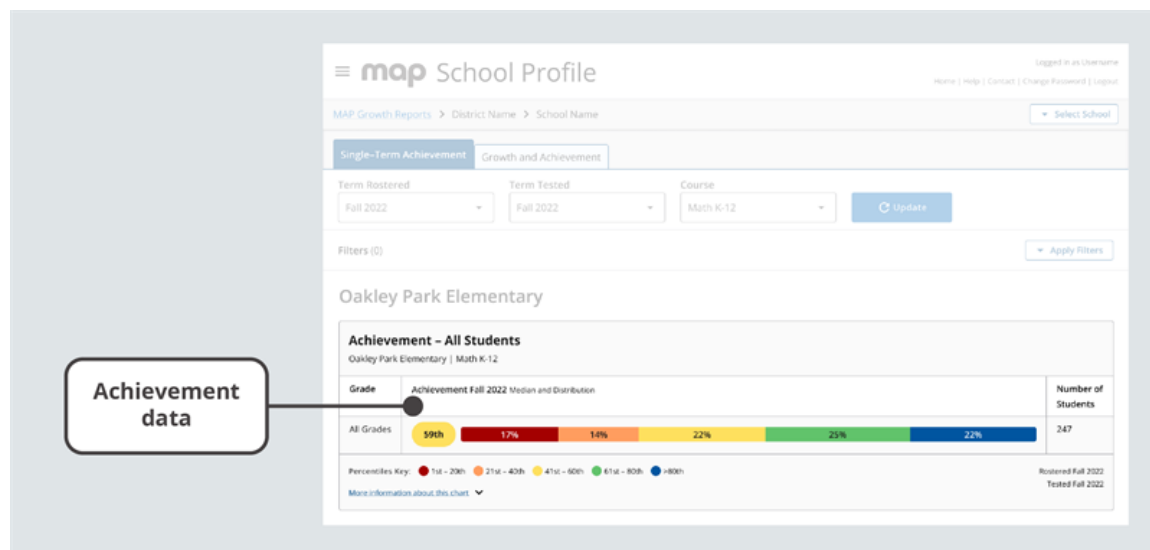 map School Profile
Logged in as Username
Home | Help | Contact | Change Password | Logout
MAP Growth Reports > District Name > School Name
Select School
Single–Term Achievement
Growth and Achievement
Term Rostered
Term Tested
Course
Fall 2022
Fall 2022
Math K-12
Update
Filters (0)
Apply Filters
Oakley Park Elementary
Achievement – All Students
Oakley Park Elementary | Math K-12
Achievement
data
Grade
Achievement Fall 2022 Median and Distribution
Number of
Students
All Grades
59th
17%
14%
22%
25%
22%
247
Percentiles Key: 1st – 20th 21st – 40th 41st – 60th 61st – 80th >80th
More information about this chart
Rostered Fall 2022
Tested Fall 2022